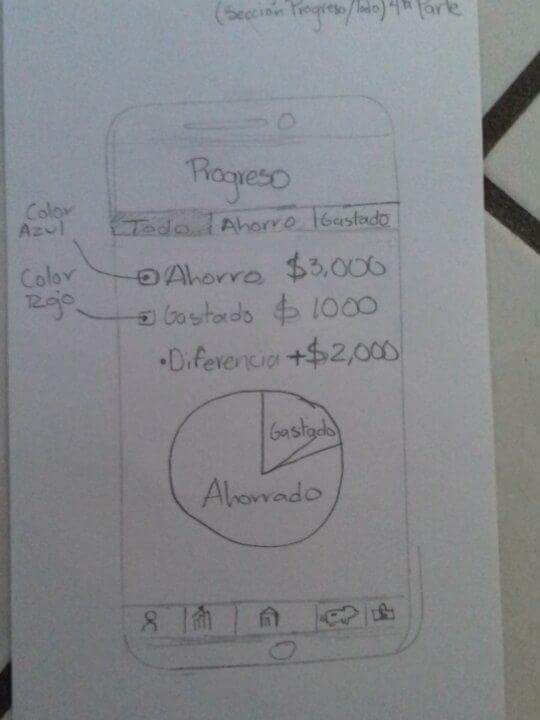 (Sección Progreso/Todo) 4ta Parte
Progreso
Todo Ahorro Gastado
Color
Azul
Ahorro $3,000
Color
Rojo
Gastado $1000
•Diferencia +$2,000
Gastado
Ahorrado